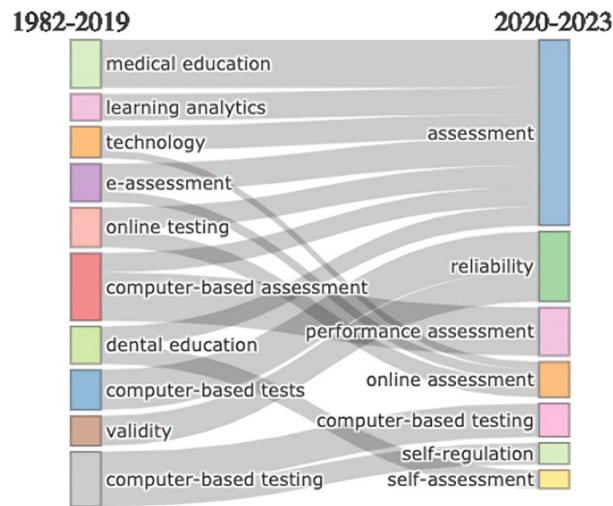 1982-2019
2020-2023
medical education
learning analytics
technology
e-assessment
online testing
computer-based assessment
dental education
computer-based tests
validity
computer-based testing
assessment
reliability
performance assessment
online assessment
computer-based testing
self-regulation
self-assessment